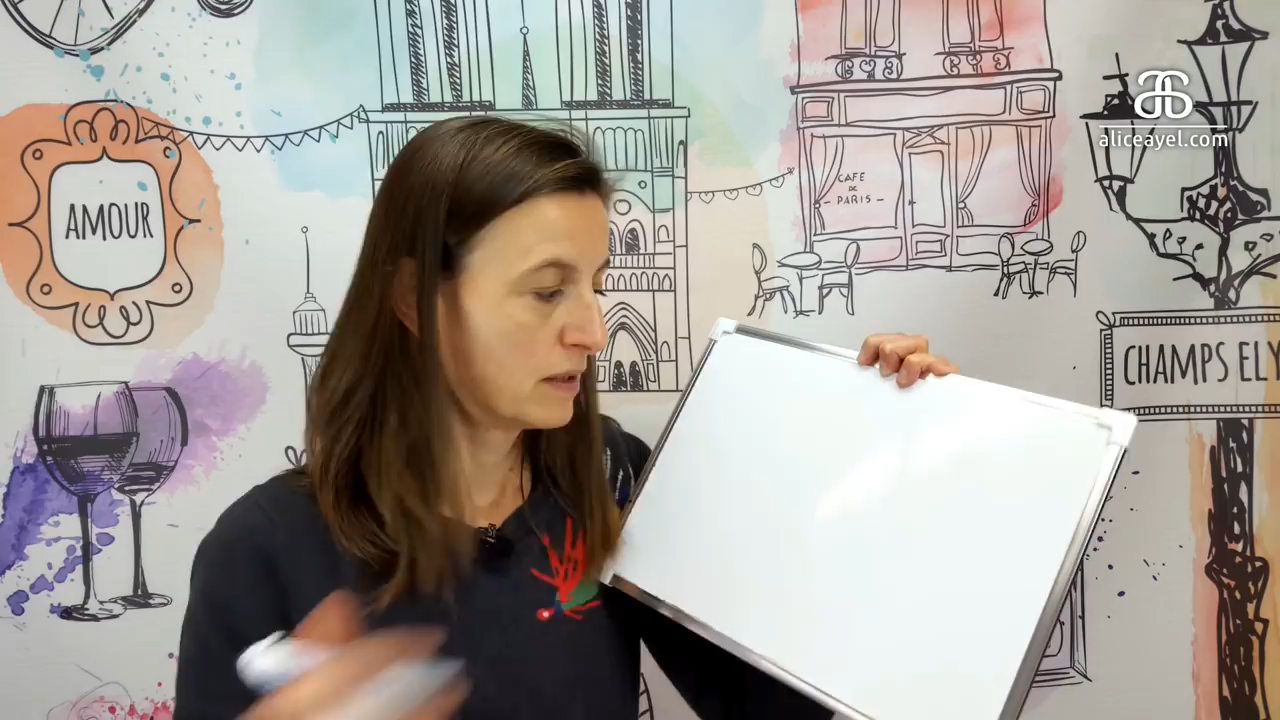 aliceayel.com
CAFE
DE
- PARIS -
AMOUR
CHAMPS ELY